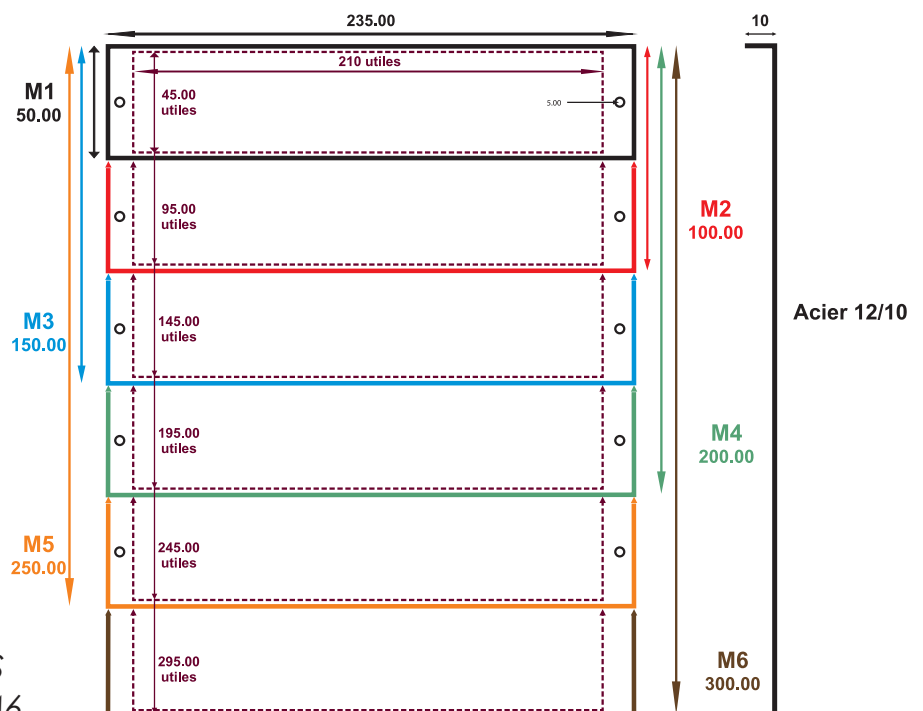 235.00
10
210 utiles
M1
50.00
45.00
utiles
5.00
95.00
utiles
M2
100.00
M3
150.00
145.00
utiles
Acier 12/10
195.00
utiles
M4
200.00
M5
250.00
245.00
utiles
295.00
utiles
M6
300.00